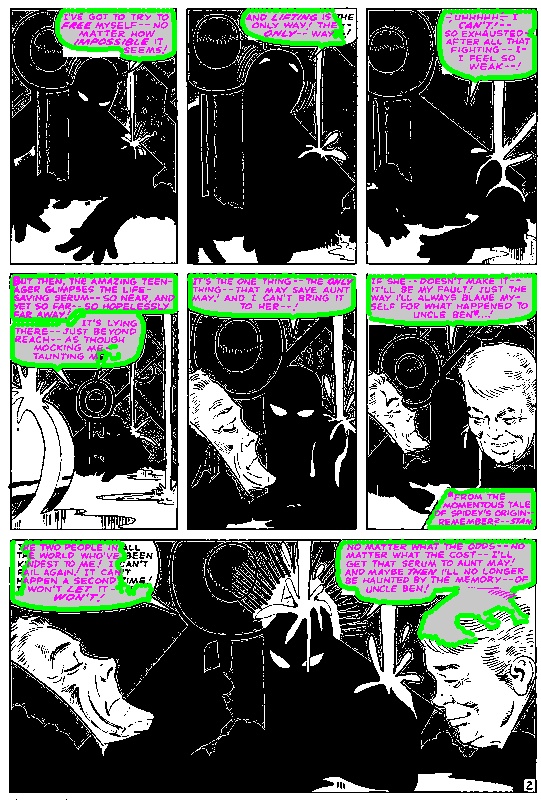 I'VE GOT TO TRY TO
FREE MYSELF-- NO
MATTER HOW
IMPOSSIBLE IT
SEEMS!
AND LIFTING IS THE
ONLY WAY! THE--
ONLY-- WAY!
UHHHHH-- I
CAN'T!--
SO EXHAUSTED--
AFTER ALL THAT
FIGHTING-- I--
I FEEL SO
WEAK--!
BUT THEN, THE AMAZING TEEN-
AGER GLIMPSES THE LIFE-
SAVING SERUM-- SO NEAR, AND
YET SO FAR-- SO HOPELESSLY
FAR AWAY!
IT'S LYING
THERE-- JUST BEYOND
REACH-- AS THOUGH
MOCKING ME--
TAUNTING ME
IT'S THE ONE THING-- THE ONLY
THING-- THAT MAY SAVE AUNT
MAY! AND I CAN'T BRING IT
TO HER--!
IF SHE-- DOESN'T MAKE IT--
IT'LL BE MY FAULT! JUST THE
WAY I'LL ALWAYS BLAME MY-
SELF FOR WHAT HAPPENED TO
UNCLE BEN*...!
*FROM THE
MOMENTOUS TALE
OF SPIDEY'S ORIGIN--
REMEMBER?-- STAN
THE TWO PEOPLE IN ALL
THE WORLD WHO'VE BEEN
KINDEST TO ME! I CAN'T
FAIL AGAIN! IT CAN'T
HAPPEN A SECOND TIME! I
WON'T LET IT--
I WON'T!
NO MATTER WHAT THE ODDS-- NO
MATTER WHAT THE COST-- I'LL
GET THAT SERUM TO AUNT MAY!
AND MAYBE THEN I'LL NO LONGER
BE HAUNTED BY THE MEMORY-- OF
UNCLE BEN!
2